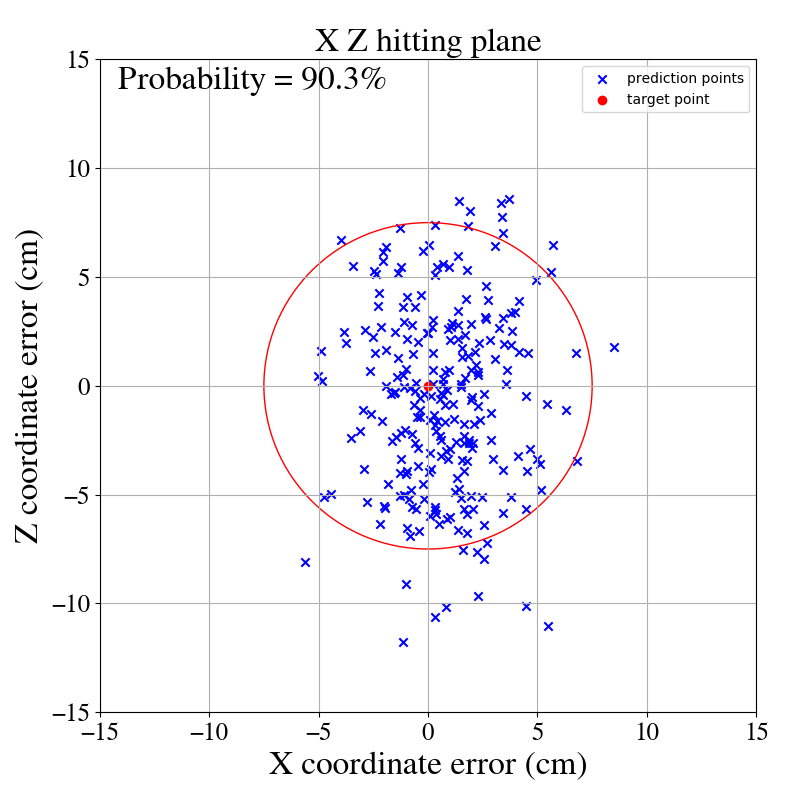 X Z hitting plane
Probability = 90.3%
prediction points
target point
15
10
5
0
−5
−10
−15
Z coordinate error (cm)
−15 −10 −5 0 5 10 15
X coordinate error (cm)